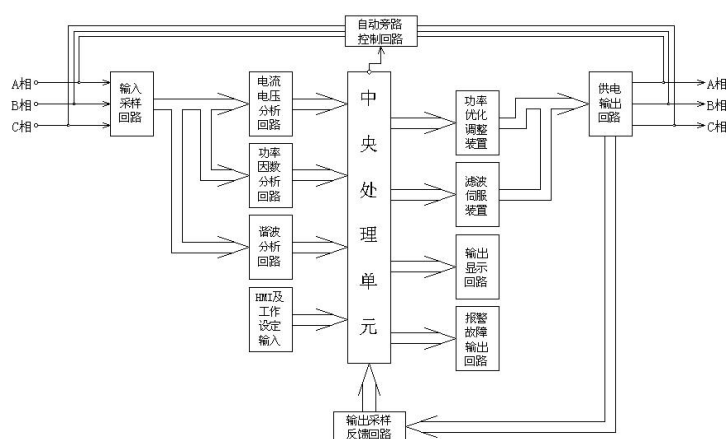 自动旁路
控制回路
A相
B相
C相
输入
采样
回路
电流
电压
分析
回路
功率
因数
分析
回路
谐波
分析
回路
HMI及
工作
设定
输入
中
央
处
理
单
元
功率
优化
调整
装置
滤波
伺服
装置
输出
显示
回路
报警
故障
输出
回路
供电
输出
回路
A相
B相
C相
输出采样
反馈回路